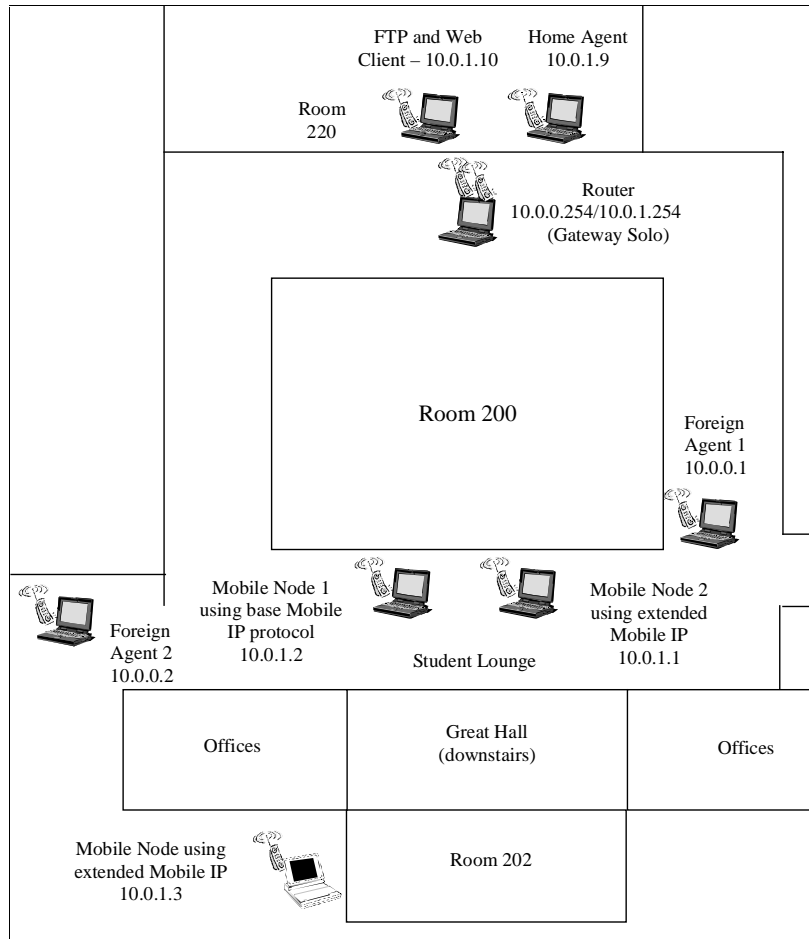 FTP and Web
Client – 10.0.1.10
Home Agent
10.0.1.9
Room
220
Router
10.0.0.254/10.0.1.254
(Gateway Solo)
Room 200
Foreign
Agent 1
10.0.0.1
Mobile Node 1
using base Mobile
IP protocol
10.0.1.2
Mobile Node 2
using extended
Mobile IP
10.0.1.1
Foreign
Agent 2
10.0.0.2
Student Lounge
Offices
Great Hall
(downstairs)
Offices
Mobile Node using
extended Mobile IP
10.0.1.3
Room 202